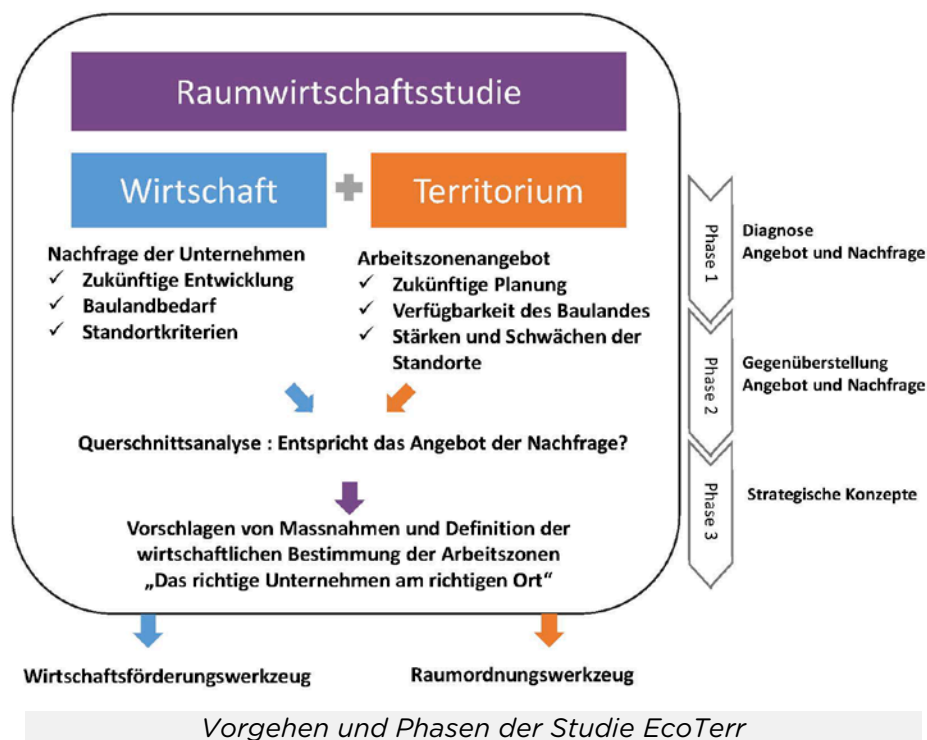 Raumwirtschaftsstudie
Wirtschaft
Territorium
Nachfrage der Unternehmen
✓ Zukünftige Entwicklung
✓ Baulandbedarf
✓ Standortkriterien
Arbeitszonenangebot
✓ Zukünftige Planung
✓ Verfügbarkeit des Baulandes
✓ Stärken und Schwächen der
Standorte
Querschnittsanalyse : Entspricht das Angebot der Nachfrage?
Vorschlagen von Massnahmen und Definition der
wirtschaftlichen Bestimmung der Arbeitszonen
„Das richtige Unternehmen am richtigen Ort“
Wirtschaftsförderungswerkzeug
Raumordnungswerkzeug
Phase 1
Diagnose
Angebot und Nachfrage
Phase 2
Gegenüberstellung
Angebot und Nachfrage
Phase 3
Strategische Konzepte
Vorgehen und Phasen der Studie EcoTerr